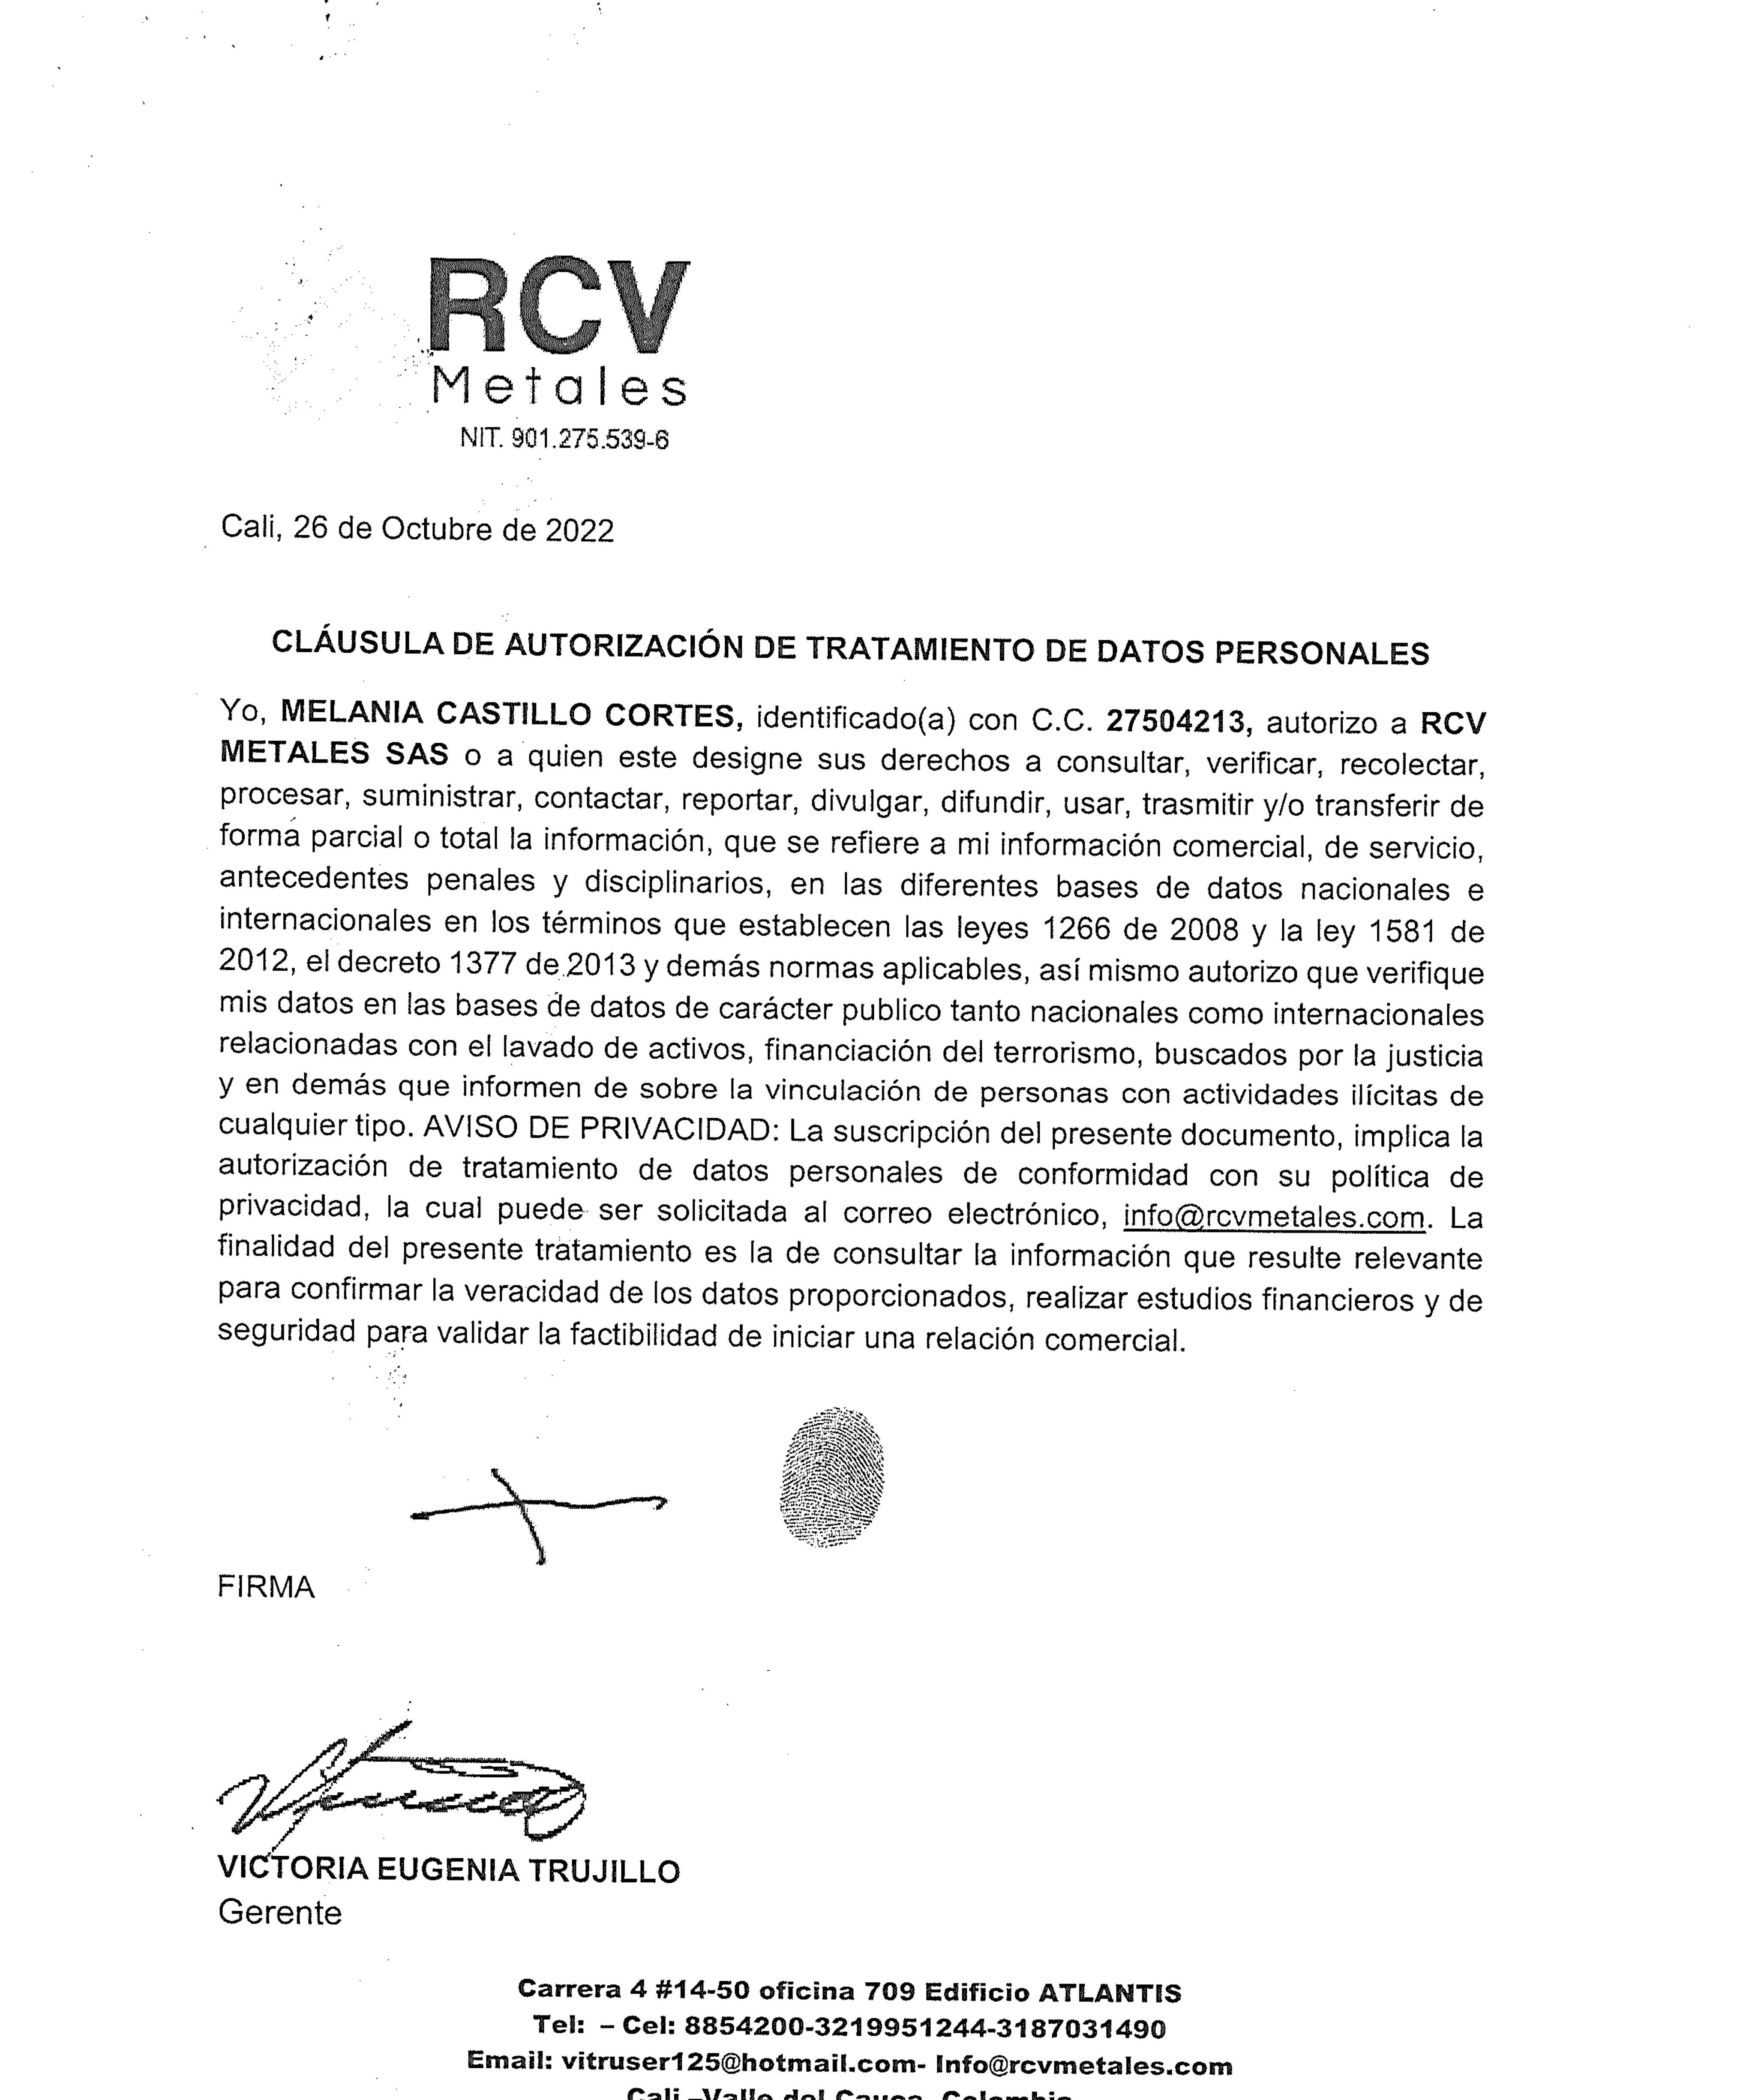 RCV
Metales
NIT. 901.275.539-6
Cali, 26 de Octubre de 2022
CLÁUSULA DE AUTORIZACIÓN DE TRATAMIENTO DE DATOS PERSONALES
Yo, MELANIA CASTILLO CORTES, identificado(a) con C.C. 27504213, autorizo a RCV
METALES SAS o a quien este designe sus derechos a consultar, verificar, recolectar,
procesar, suministrar, contactar, reportar, divulgar, difundir, usar, trasmitir y/o transferir de
forma parcial o total la información, que se refiere a mi información comercial, de servicio,
antecedentes penales y disciplinarios, en las diferentes bases de datos nacionales e
internacionales en los términos que establecen las leyes 1266 de 2008 y la ley 1581 de
2012, el decreto 1377 de 2013 y demás normas aplicables, así mismo autorizo que verifique
mis datos en las bases de datos de carácter publico tanto nacionales como internacionales
relacionadas con el lavado de activos, financiación del terrorismo, buscados por la justicia
y en demás que informen de sobre la vinculación de personas con actividades ilícitas de
cualquier tipo. AVISO DE PRIVACIDAD: La suscripción del presente documento, implica la
autorización de tratamiento de datos personales de conformidad con su política de
privacidad, la cual puede ser solicitada al correo electrónico, info@rcvmetales.com. La
finalidad del presente tratamiento es la de consultar la información que resulte relevante
para confirmar la veracidad de los datos proporcionados, realizar estudios financieros y de
seguridad para validar la factibilidad de iniciar una relación comercial.
FIRMA
VICTORIA EUGENIA TRUJILLO
Gerente
Carrera 4 #14-50 oficina 709 Edificio ATLANTIS
Tel: – Cel: 8854200-3219951244-3187031490
Email: vitruser125@hotmail.com- Info@rcvmetales.com
Cali –Valle del Cauca, Colombia